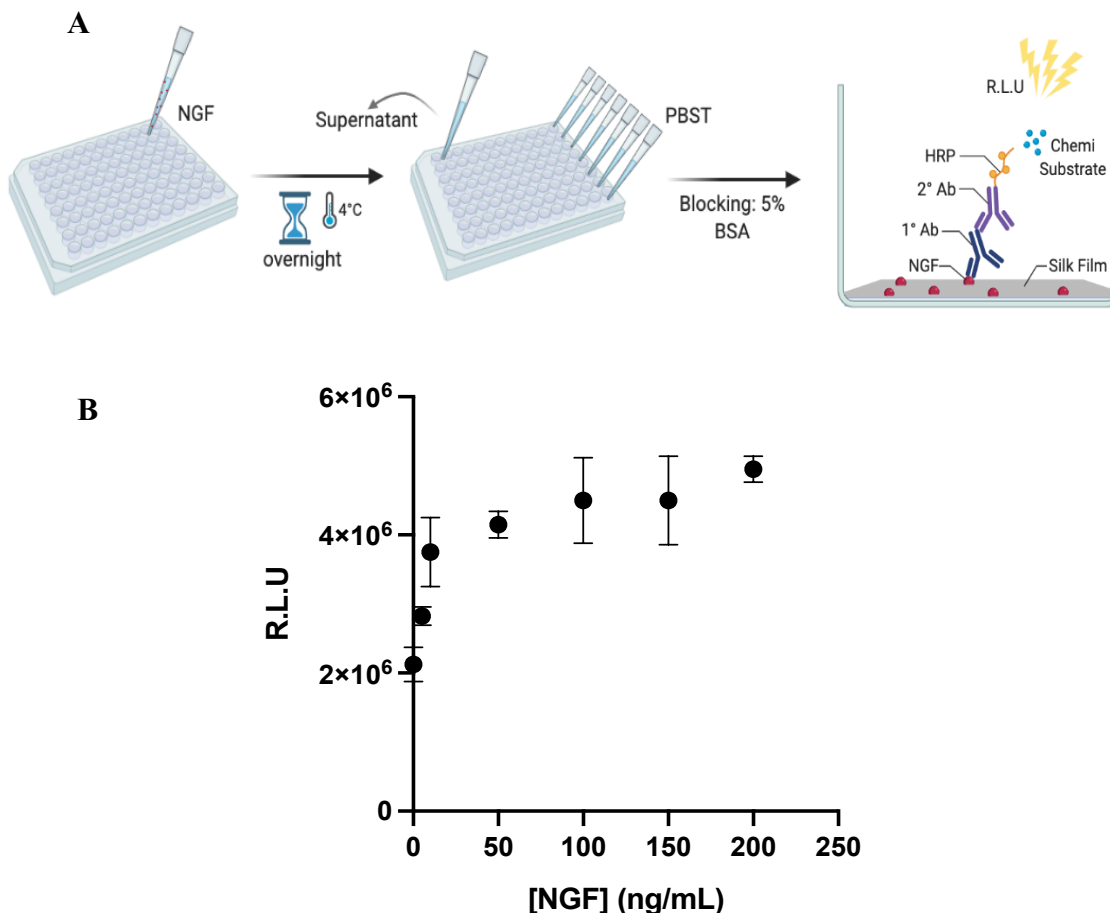 A
NGF
4°C
overnight
Supernatant
PBST
Blocking: 5%
BSA
R.L.U
HRP
Chemi
Substrate
2° Ab
1° Ab
NGF
Silk Film
B
R.L.U
6×10⁶
4×10⁶
2×10⁶
0
0 50 100 150 200 250
[NGF] (ng/mL)